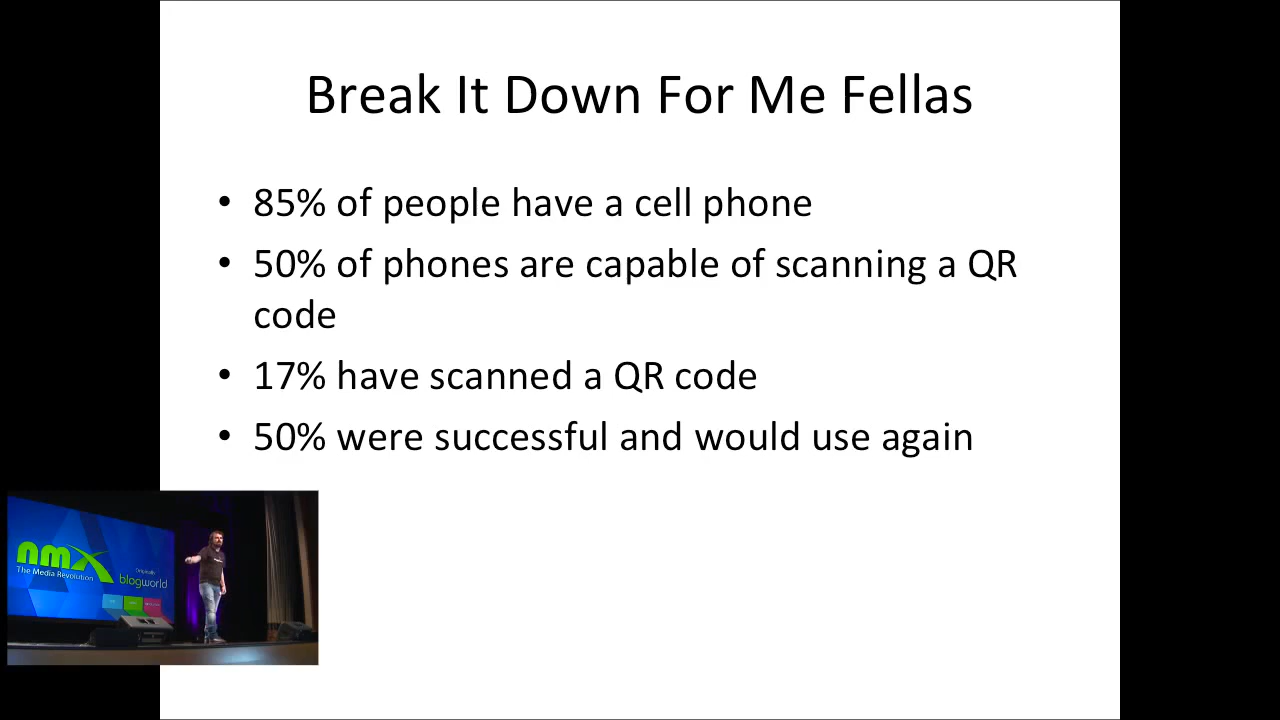 Break It Down For Me Fellas
• 85% of people have a cell phone
• 50% of phones are capable of scanning a QR
code
• 17% have scanned a QR code
• 50% were successful and would use again
nmx
The Media Revolution
Originally
blogworld